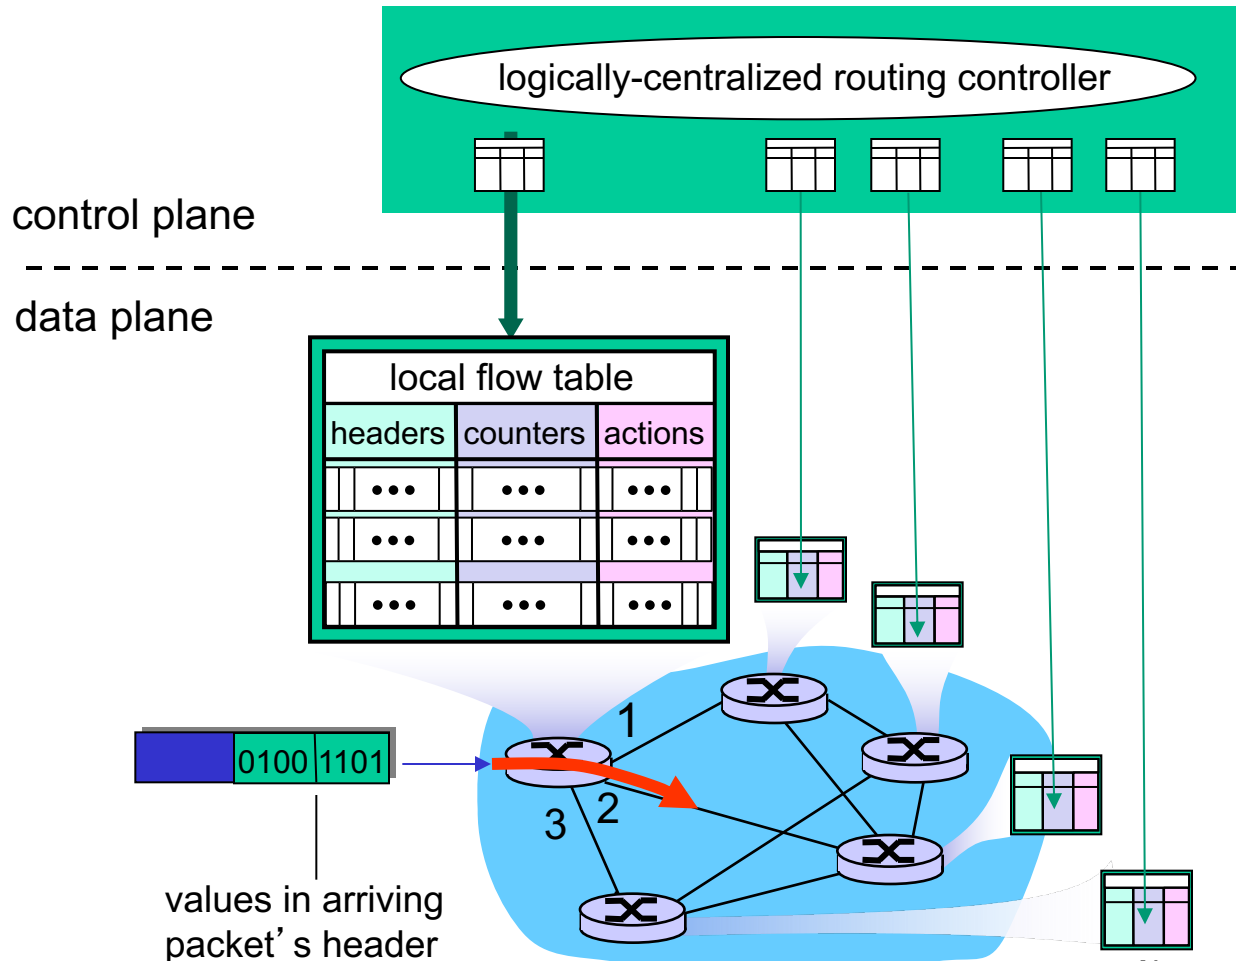 logically-centralized routing controller
control plane
data plane
local flow table
headers counters actions
1
0100 1101
3 2
values in arriving
packet’s header